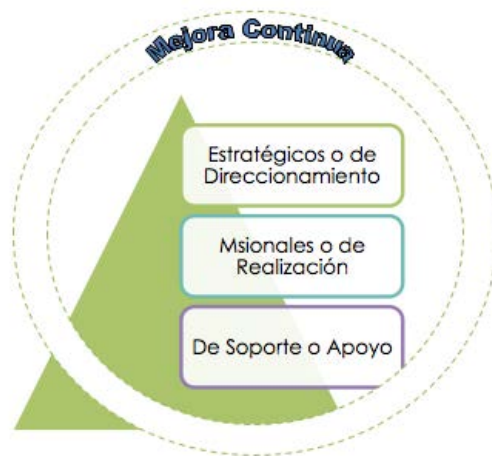 Mejora Continua
Estratégicos o de
Direccionamiento
Msionales o de
Realización
De Soporte o Apoyo